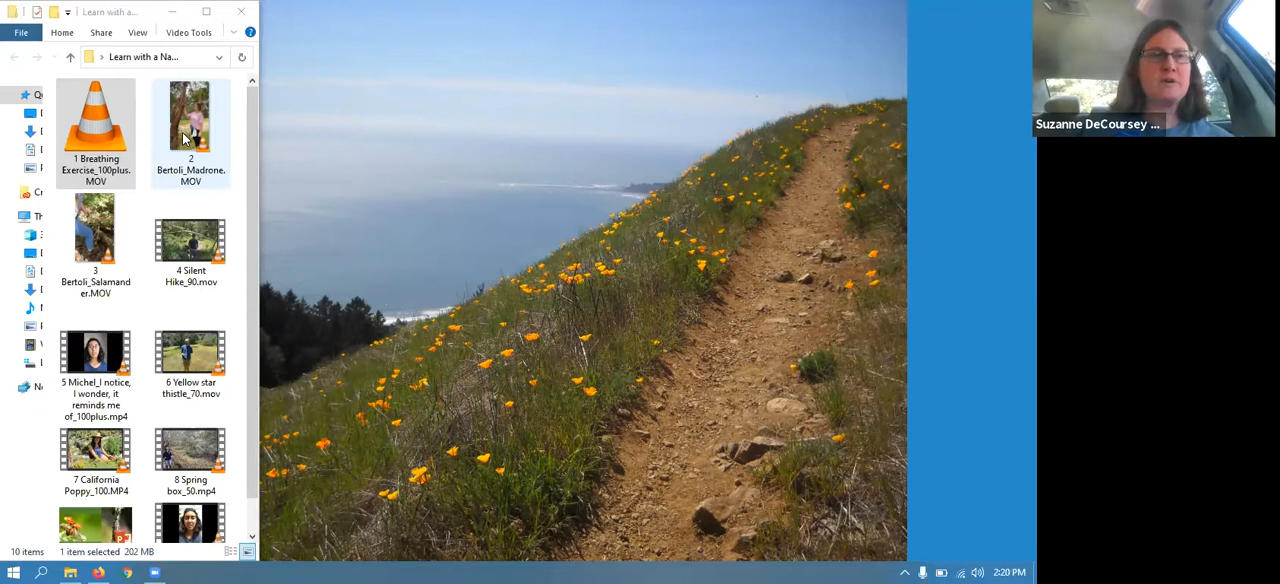 Learn with a...
File
Home
Share
View
Video Tools
Learn with a Na...
1 Breathing
Exercise_100plus.
MOV
2
Bertoli_Madrone.
MOV
3
Bertoli_Salamand
er.MOV
4 Silent
Hike_90.mov
5 Michel_I notice,
I wonder, it
reminds me
of_100plus.mp4
6 Yellow star
thistle_70.mov
7 California
Poppy_100.MP4
8 Spring
box_50.mp4
10 items
1 item selected 202 MB
Suzanne DeCoursey ...
2:20 PM